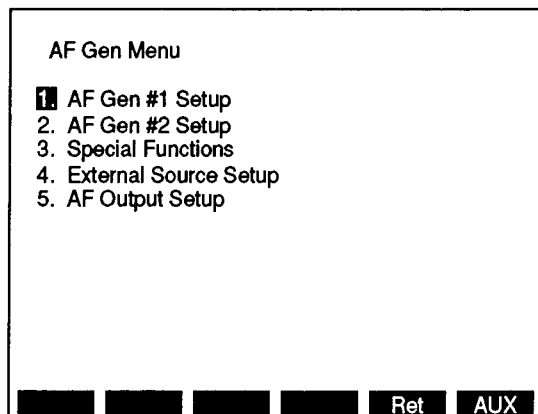 AF Gen Menu
1. AF Gen #1 Setup
2. AF Gen #2 Setup
3. Special Functions
4. External Source Setup
5. AF Output Setup
Ret AUX